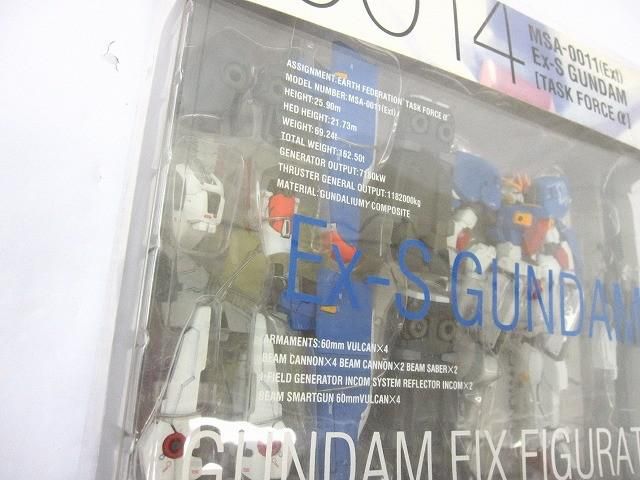 0014
MSA-0011(Ext)
Ex-S GUNDAM
[TASK FORCE α]
ASSIGNMENT:EARTH FEDERATION TASK FORCE α
MODEL NUMBER:MSA-0011(Ext)
HEIGHT:25.90m
HED HEIGHT:21.73m
WEIGHT:69.24t
TOTAL WEIGHT:162.50t
GENERATOR OUTPUT:7180kW
THRUSTER GENERAL OUTPUT:1182000kg
MATERIAL:GUNDALIUMγ COMPOSITE
Ex-S GUNDAM
ARMAMENTS:60mm VULCAN×4
BEAM CANNON×4 BEAM CANNON×2 BEAM SABER×2
I-FIELD GENERATOR INCOM SYSTEM REFLECTOR INCOM×2
BEAM SMARTGUN 60mmVULCAN×4
GUNDAM FIX FIGURAT